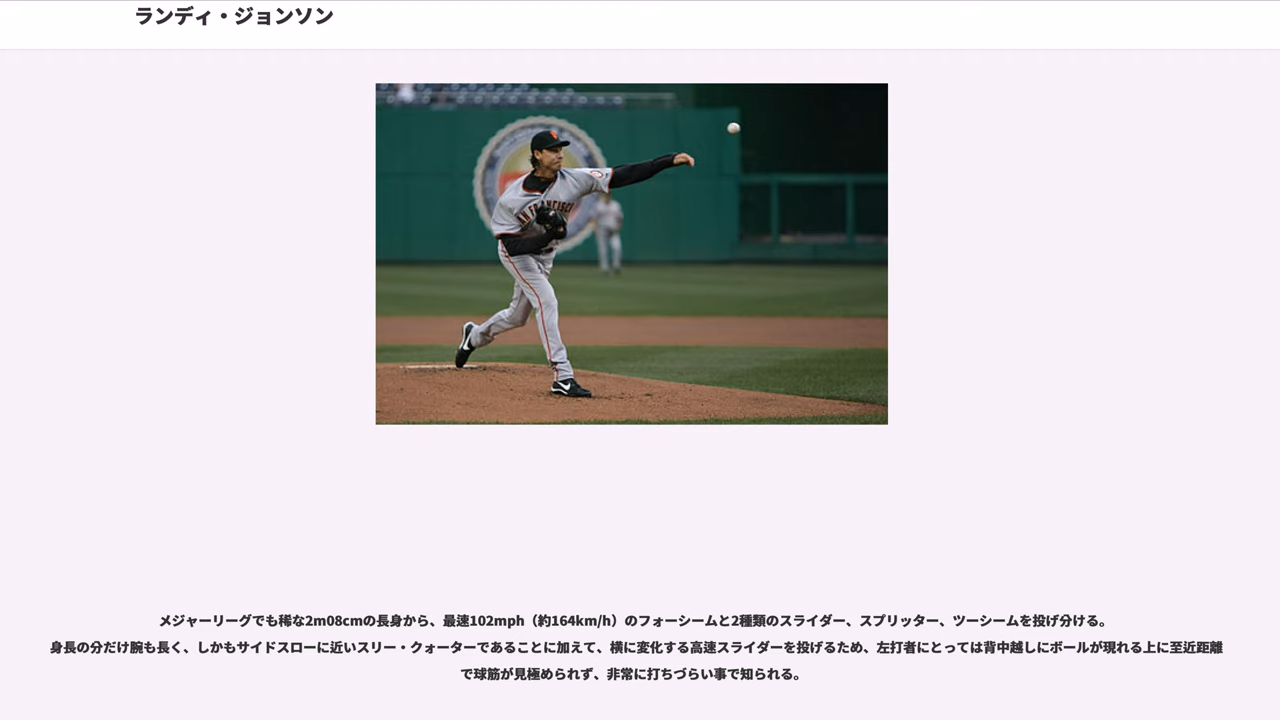 ランディ・ジョンソン
SAN FRANCISCO
メジャーリーグでも稀な2m08cmの長身から、最速102mph（約164km/h）のフォーシームと2種類のスライダー、スプリッター、ツーシームを投げ分ける。
身長の分だけ腕も長く、しかもサイドスローに近いスリー・クォーターであることに加えて、横に変化する高速スライダーを投げるため、左打者にとっては背中越しにボールが現れる上に至近距離
で球筋が見極められず、非常に打ちづらい事で知られる。